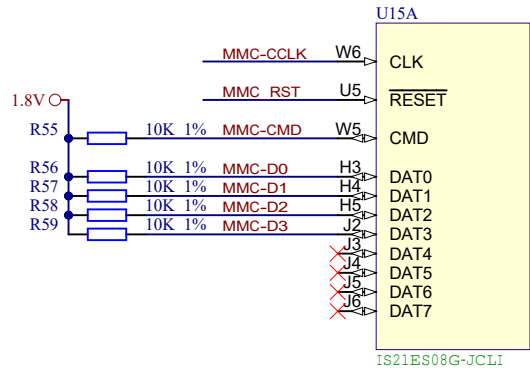 U15A
MMC-CCLK W6 CLK
MMC_RST U5 RESET
1.8V
R55 10K 1% MMC-CMD W5 CMD
R56 10K 1% MMC-D0 H3 DAT0
R57 10K 1% MMC-D1 H4 DAT1
R58 10K 1% MMC-D2 H5 DAT2
R59 10K 1% MMC-D3 J2 DAT3
J3 DAT4
J4 DAT5
J5 DAT6
J6 DAT7
IS21ES08G-JCLI